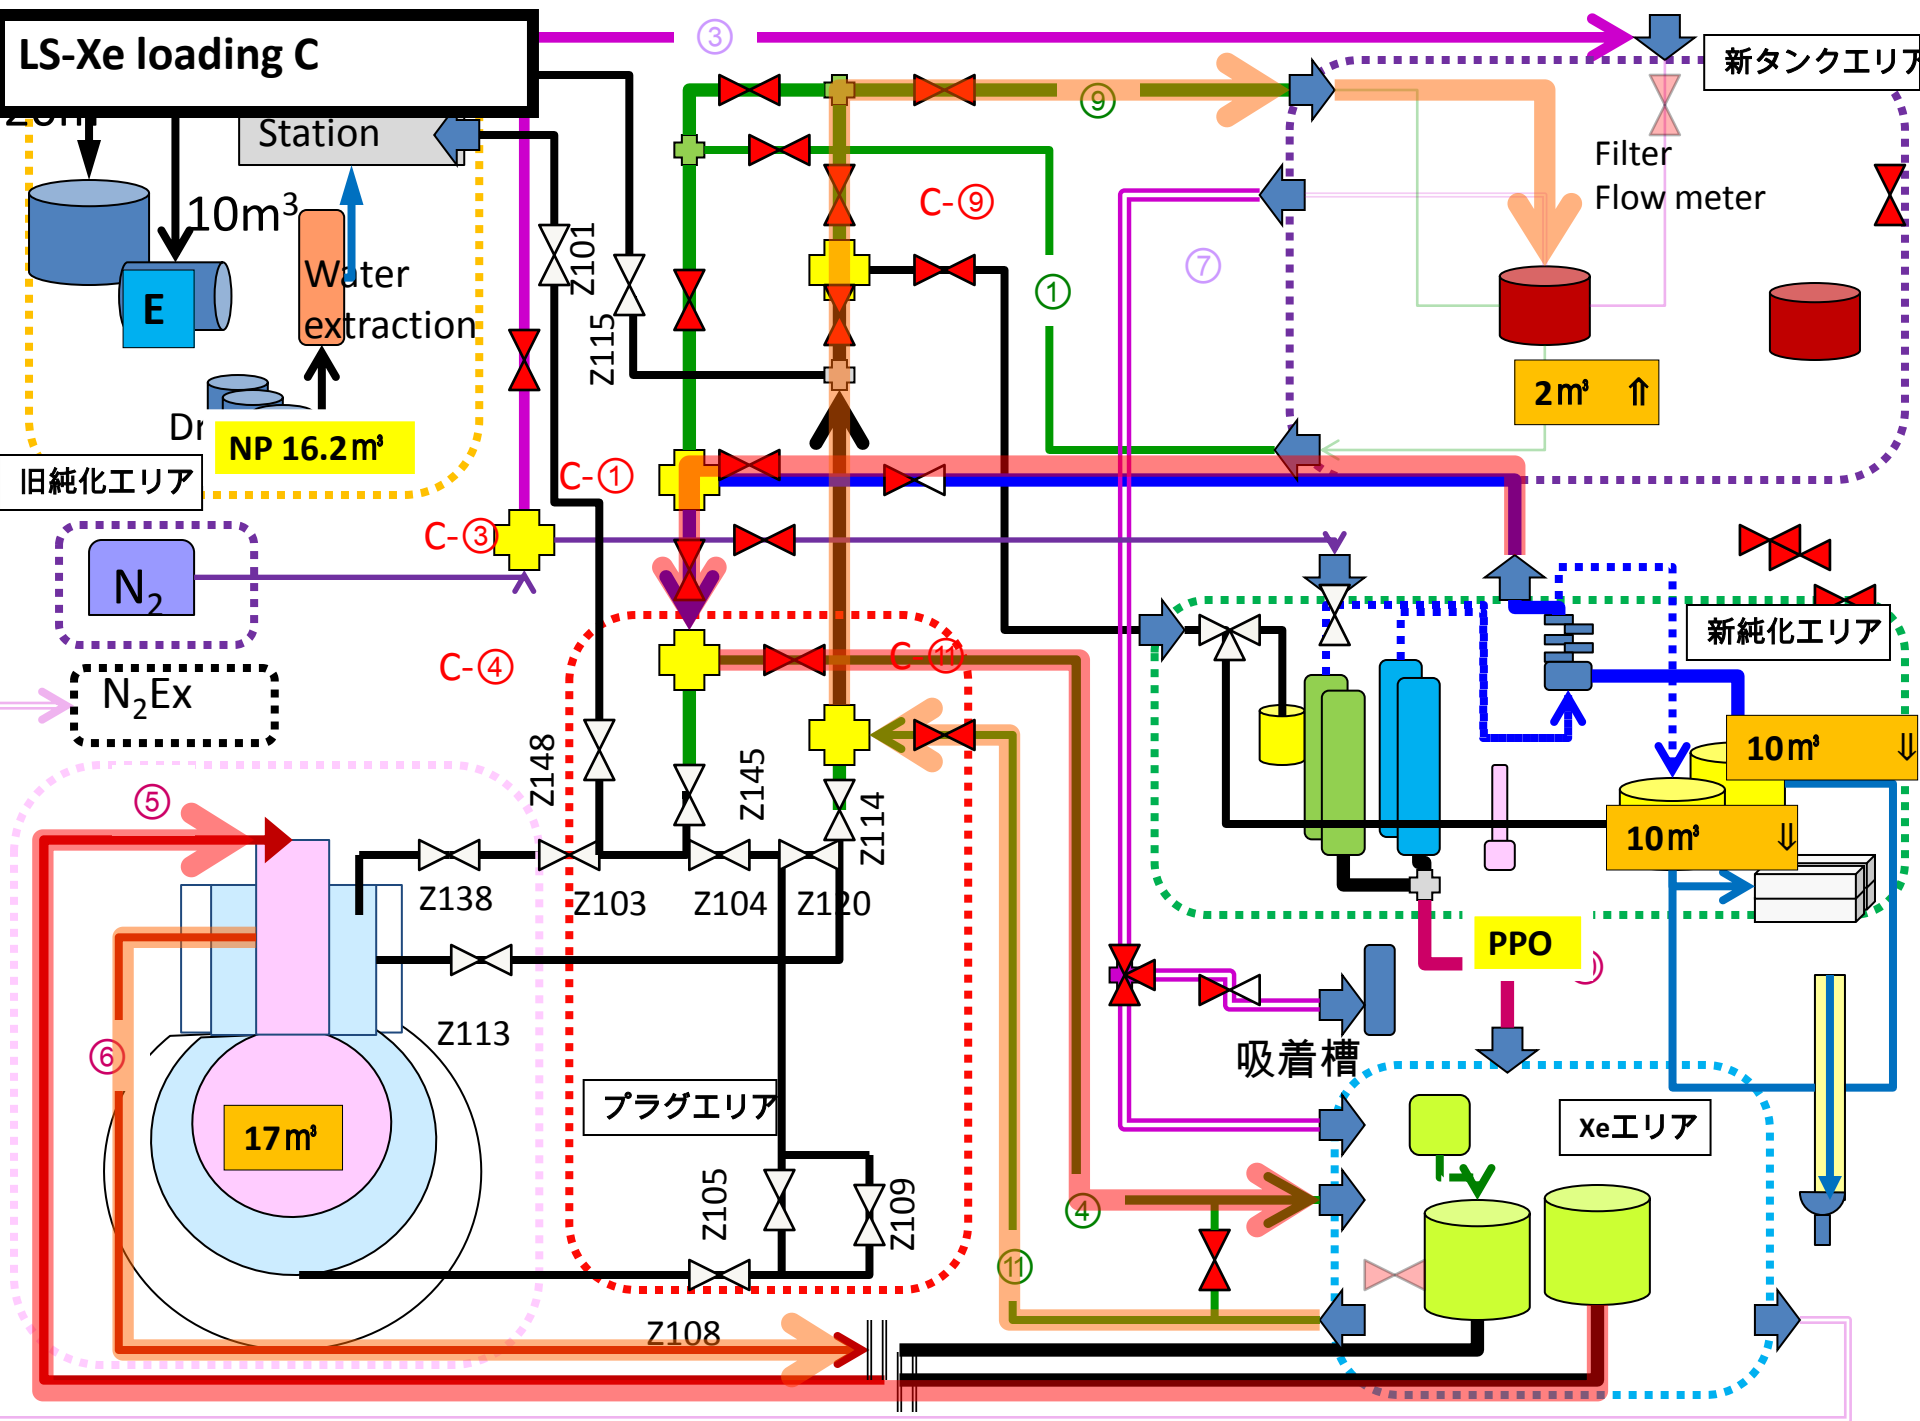 LS-Xe loading C
③
新タンクエリア
Station
⑨
Filter
Flow meter
10m³
C-⑨
Z101
Water
extraction
E
⑦
①
Z115
2㎥ ⇑
NP 16.2㎥
旧純化エリア
C-①
C-③
N₂
新純化エリア
C-④
C-⑪
N₂Ex
10㎥ ⇓
⑤
Z148
Z145
Z114
10㎥ ⇓
Z138
Z103
Z104
Z120
PPO
Z113
⑥
吸着槽
プラグエリア
Xeエリア
17㎥
Z105
Z109
④
⑪
Z108